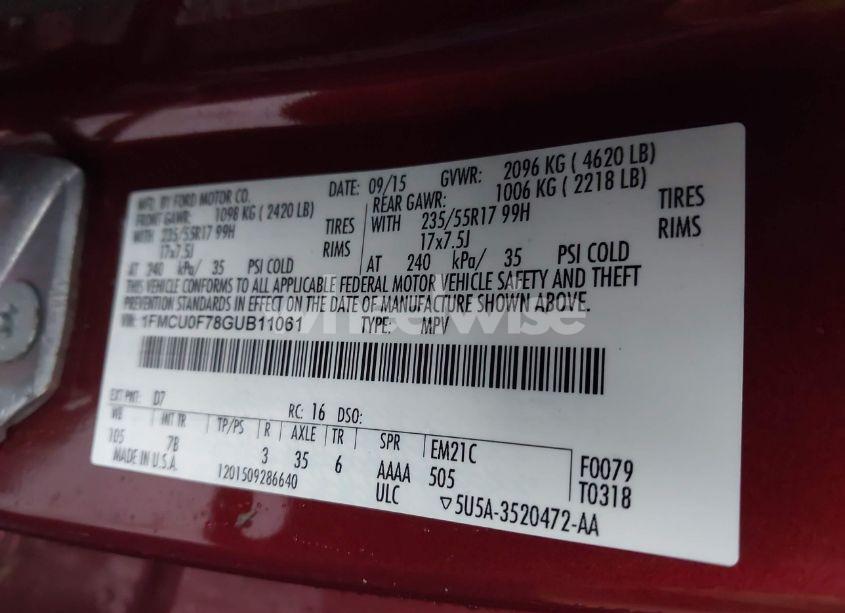 MFD. BY FORD MOTOR CO. DATE: 09/15 GVWR: 2096 KG ( 4620 LB)
FRONT GAWR: 1098 KG ( 2420 LB) REAR GAWR: 1006 KG ( 2218 LB)
WITH 235/55R17 99H TIRES WITH 235/55R17 99H TIRES
17x7.5J RIMS 17x7.5J RIMS
AT 240 kPa/ 35 PSI COLD AT 240 kPa/ 35 PSI COLD
THIS VEHICLE CONFORMS TO ALL APPLICABLE FEDERAL MOTOR VEHICLE SAFETY AND THEFT
PREVENTION STANDARDS IN EFFECT ON THE DATE OF MANUFACTURE SHOWN ABOVE.
VIN: 1FMCU0F78GUB11061 TYPE: MPV
EXT PNT: D7 RC: 16 DSO:
WB INT TR TP/PS R AXLE TR SPR EM21C F0079
105 7B 3 35 6 AAAA 505 T0318
MADE IN U.S.A. 1201509286640 ULC ▽5U5A-3520472-AA
wheelwise